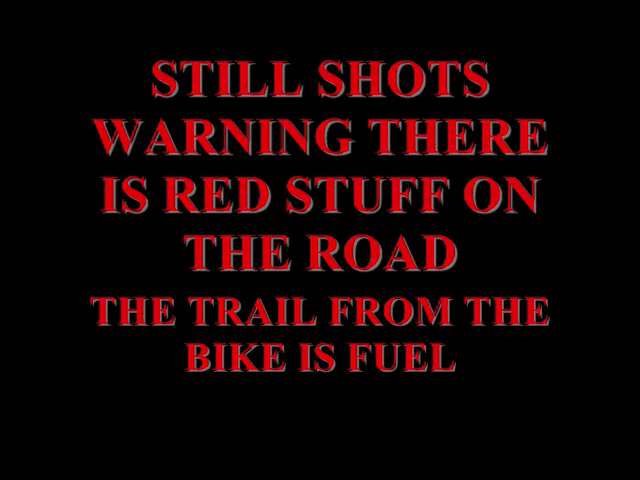 STILL SHOTS
WARNING THERE
IS RED STUFF ON
THE ROAD
THE TRAIL FROM THE
BIKE IS FUEL